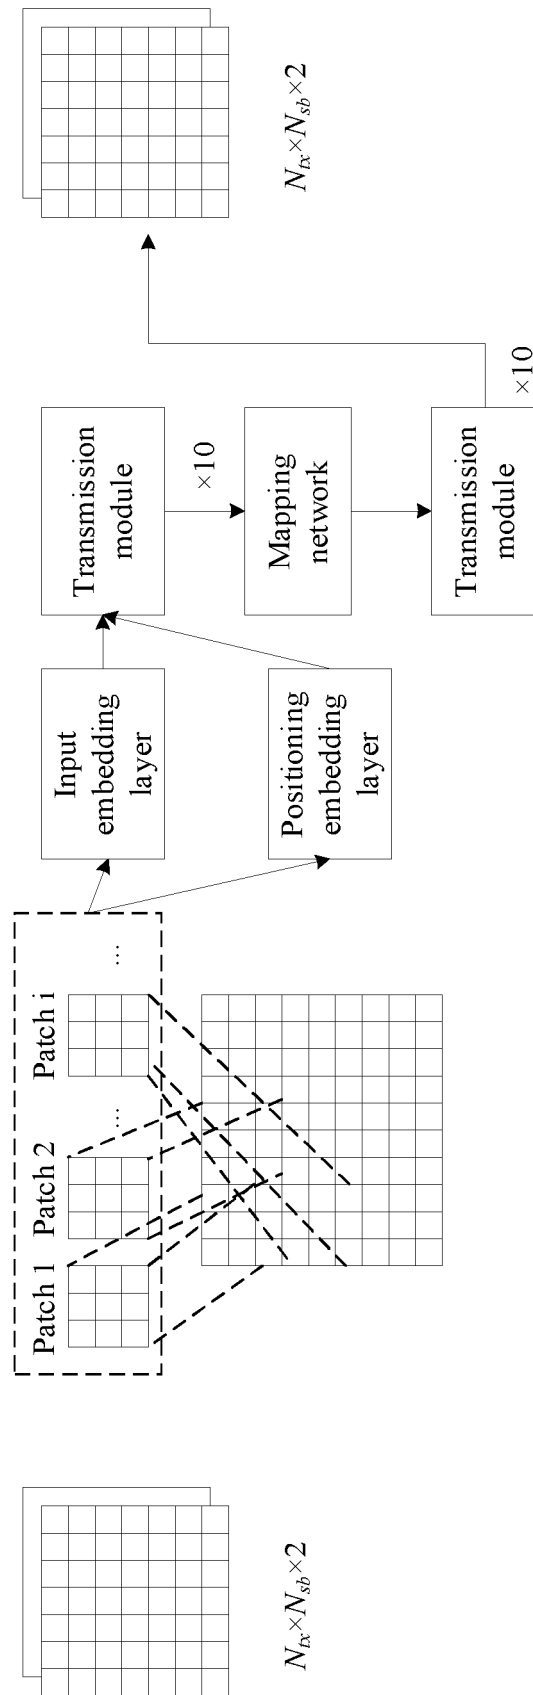 N_tx×N_sb×2
Patch 1
Patch 2
...
Patch i
...
Input
embedding
layer
Positioning
embedding
layer
Transmission
module
×10
Mapping
network
Transmission
module
×10
N_tx×N_sb×2